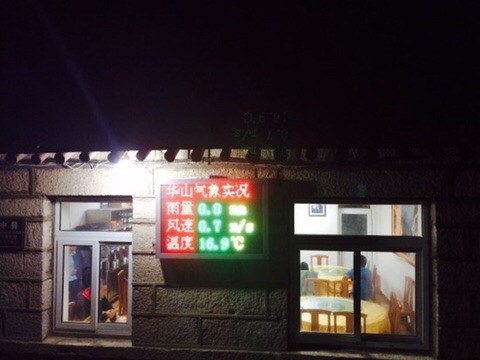 华山气象实况
雨量 0.0 mm
风速 0.7 m/s
温度 16.9℃